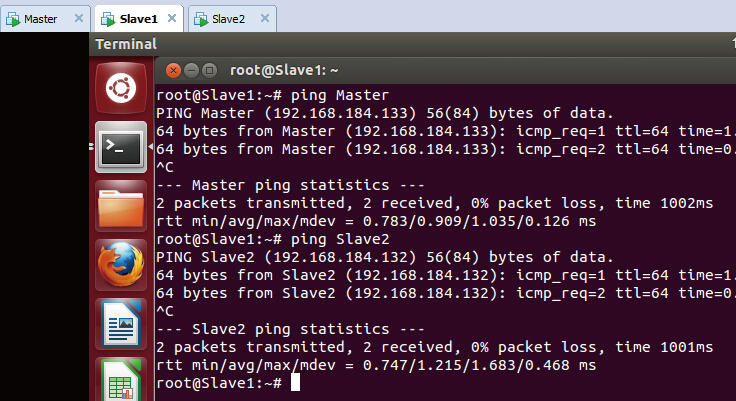 Master
Slave1
Slave2
Terminal
root@Slave1: ~
root@Slave1:~# ping Master
PING Master (192.168.184.133) 56(84) bytes of data.
64 bytes from Master (192.168.184.133): icmp_req=1 ttl=64 time=1.
64 bytes from Master (192.168.184.133): icmp_req=2 ttl=64 time=0.
^C
--- Master ping statistics ---
2 packets transmitted, 2 received, 0% packet loss, time 1002ms
rtt min/avg/max/mdev = 0.783/0.909/1.035/0.126 ms
root@Slave1:~# ping Slave2
PING Slave2 (192.168.184.132) 56(84) bytes of data.
64 bytes from Slave2 (192.168.184.132): icmp_req=1 ttl=64 time=1.
64 bytes from Slave2 (192.168.184.132): icmp_req=2 ttl=64 time=0.
^C
--- Slave2 ping statistics ---
2 packets transmitted, 2 received, 0% packet loss, time 1001ms
rtt min/avg/max/mdev = 0.747/1.215/1.683/0.468 ms
root@Slave1:~#